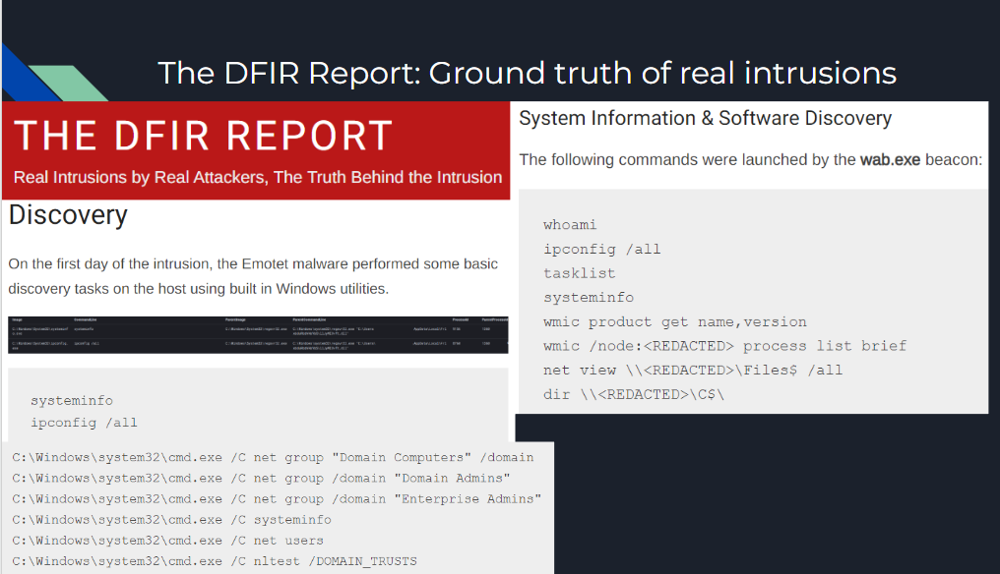 The DFIR Report: Ground truth of real intrusions
THE DFIR REPORT
Real Intrusions by Real Attackers, The Truth Behind the Intrusion
Discovery
On the first day of the intrusion, the Emotet malware performed some basic
discovery tasks on the host using built in Windows utilities.
systeminfo
ipconfig /all
C:\Windows\system32\cmd.exe /C net group "Domain Computers" /domain
C:\Windows\system32\cmd.exe /C net group /domain "Domain Admins"
C:\Windows\system32\cmd.exe /C net group /domain "Enterprise Admins"
C:\Windows\system32\cmd.exe /C systeminfo
C:\Windows\system32\cmd.exe /C net users
C:\Windows\system32\cmd.exe /C nltest /DOMAIN_TRUSTS
System Information & Software Discovery
The following commands were launched by the wab.exe beacon:
whoami
ipconfig /all
tasklist
systeminfo
wmic product get name,version
wmic /node:<REDACTED> process list brief
net view \\<REDACTED>\Files$ /all
dir \\<REDACTED>\C$\